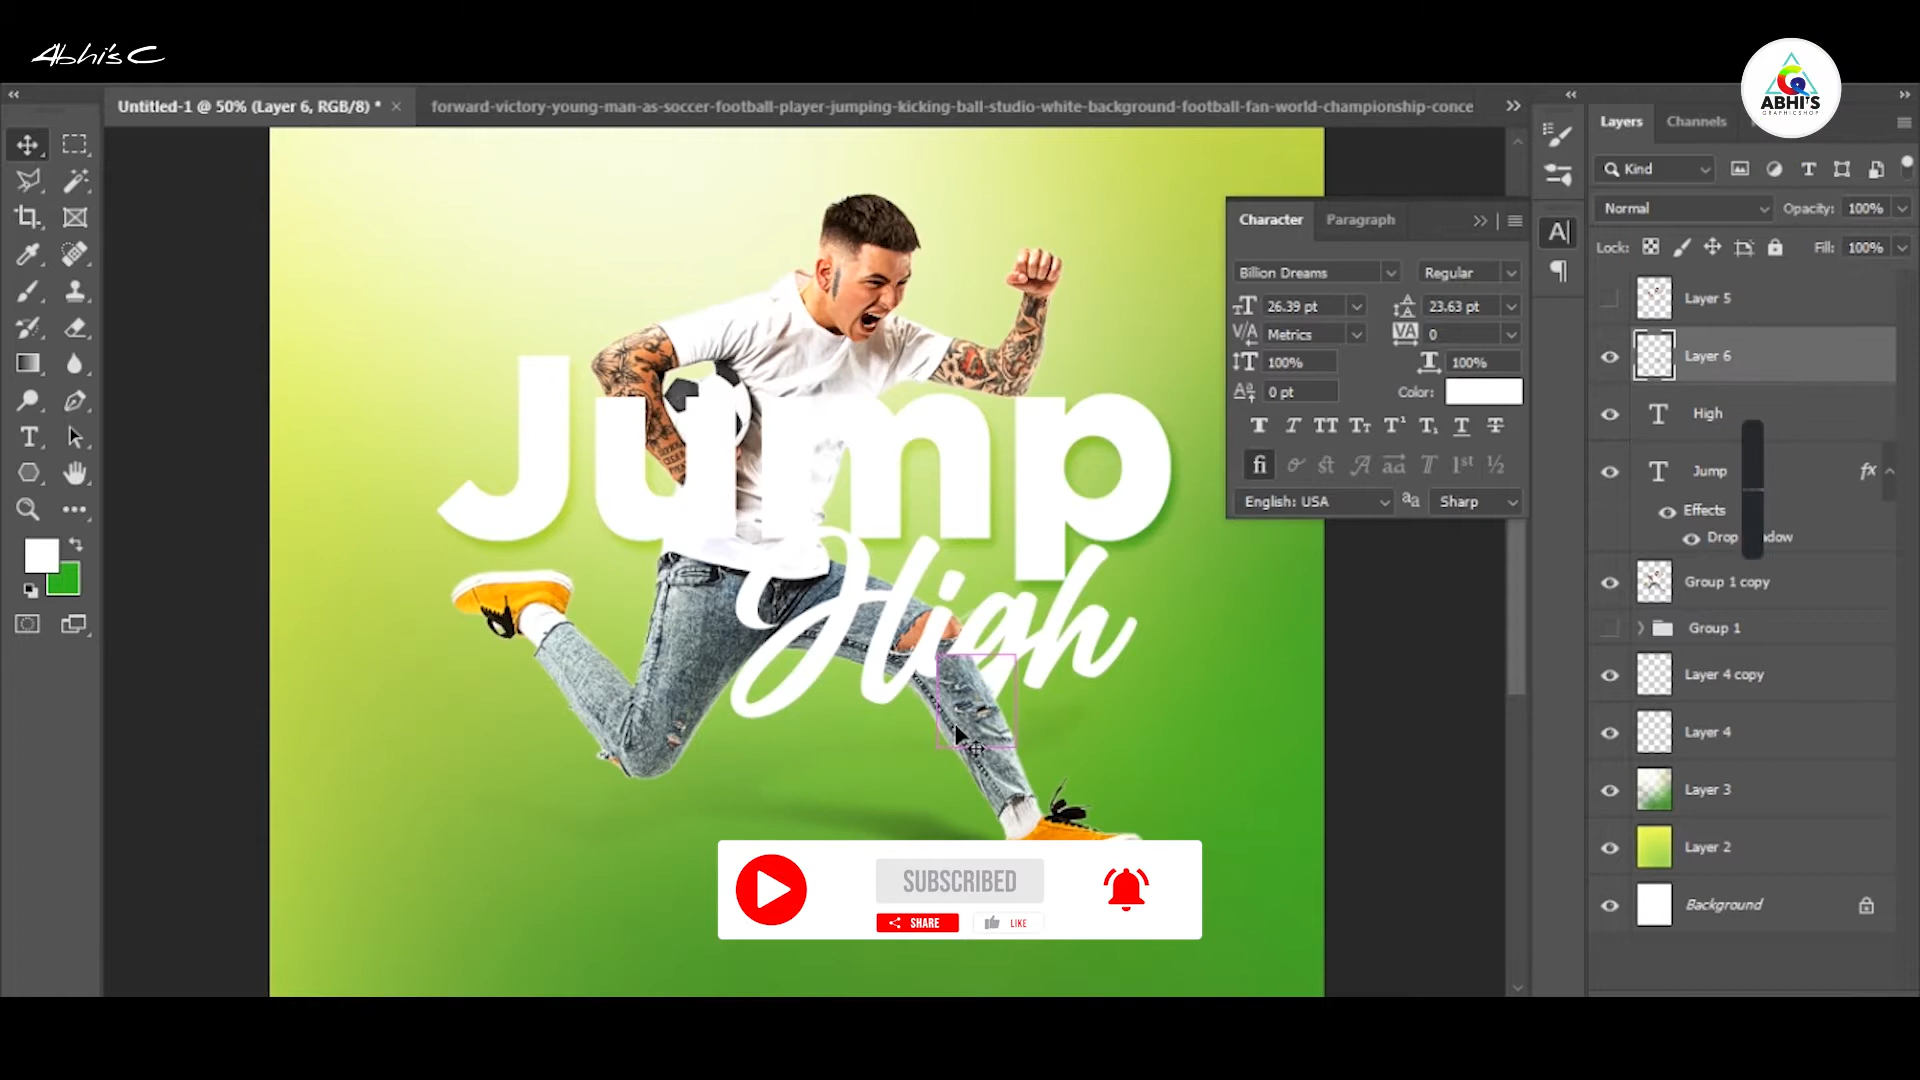 Abhi's C
ABHI'S
GRAPHICSHOP
Untitled-1 @ 50% (Layer 6, RGB/8) *
forward-victory-young-man-as-soccer-football-player-jumping-kicking-ball-studio-white-background-football-fan-world-championship-conce
Layers
Channels
Kind
Normal
Opacity: 100%
Lock:
Fill: 100%
Character
Paragraph
Billion Dreams
Regular
26.39 pt
23.63 pt
Metrics
0
100%
100%
0 pt
Color:
English: USA
Sharp
Layer 5
Layer 6
High
Jump
fx
Effects
Drop
adow
Group 1 copy
Group 1
Layer 4 copy
Layer 4
Layer 3
Layer 2
Background
Jump
High
SUBSCRIBED
SHARE
LIKE